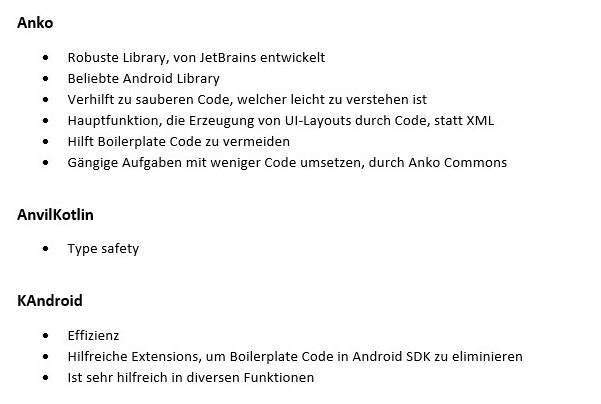 Anko
• Robuste Library, von JetBrains entwickelt
• Beliebte Android Library
• Verhilft zu sauberen Code, welcher leicht zu verstehen ist
• Hauptfunktion, die Erzeugung von UI-Layouts durch Code, statt XML
• Hilft Boilerplate Code zu vermeiden
• Gängige Aufgaben mit weniger Code umsetzen, durch Anko Commons
AnvilKotlin
• Type safety
KAndroid
• Effizienz
• Hilfreiche Extensions, um Boilerplate Code in Android SDK zu eliminieren
• Ist sehr hilfreich in diversen Funktionen